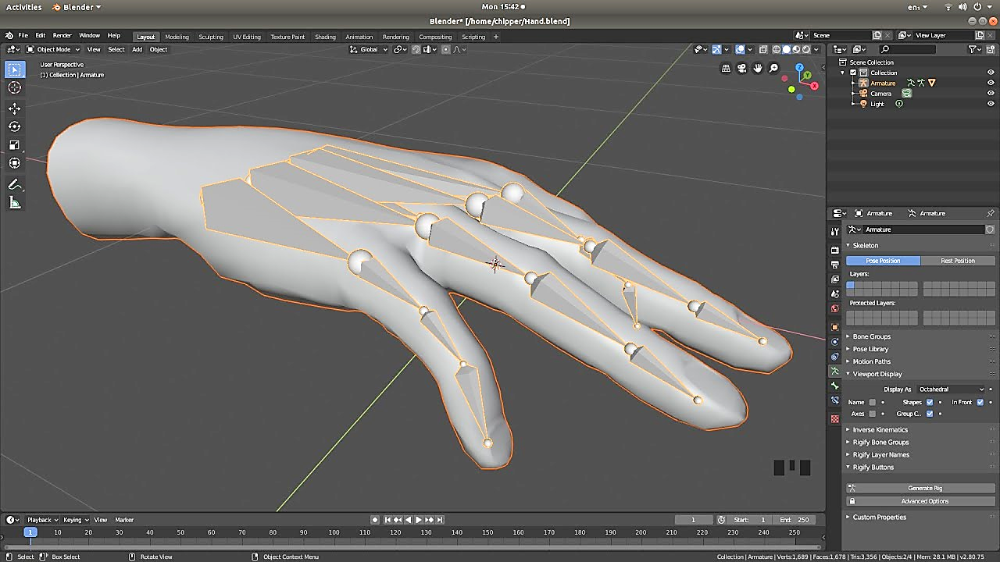 Activities Blender Mon 15:42 en₁
Blender* [/home/chipper/Hand.blend]
File Edit Render Window Help Layout Modeling Sculpting UV Editing Texture Paint Shading Animation Rendering Compositing Scripting + Scene View Layer
Object Mode View Select Add Object Global
User Perspective
(1) Collection | Armature
Z
Y
X
Scene Collection
Collection
Armature
Camera
Light
Armature Armature
Armature
Skeleton
Pose Position Rest Position
Layers:
Protected Layers:
Bone Groups
Pose Library
Motion Paths
Viewport Display
Display As Octahedral
Name Shapes In Front
Axes Group C..
Inverse Kinematics
Rigify Bone Groups
Rigify Layer Names
Rigify Buttons
Generate Rig
Advanced Options
Custom Properties
Playback Keying View Marker 1 Start: 1 End: 250
1 10 20 30 40 50 60 70 80 90 100 110 120 130 140 150 160 170 180 190 200 210 220 230 240 250
Select Box Select Rotate View Object Context Menu Collection | Armature | Verts:1,689 | Faces:1,678 | Tris:3,356 | Objects:2/4 | Mem: 28.1 MB | v2.80.75